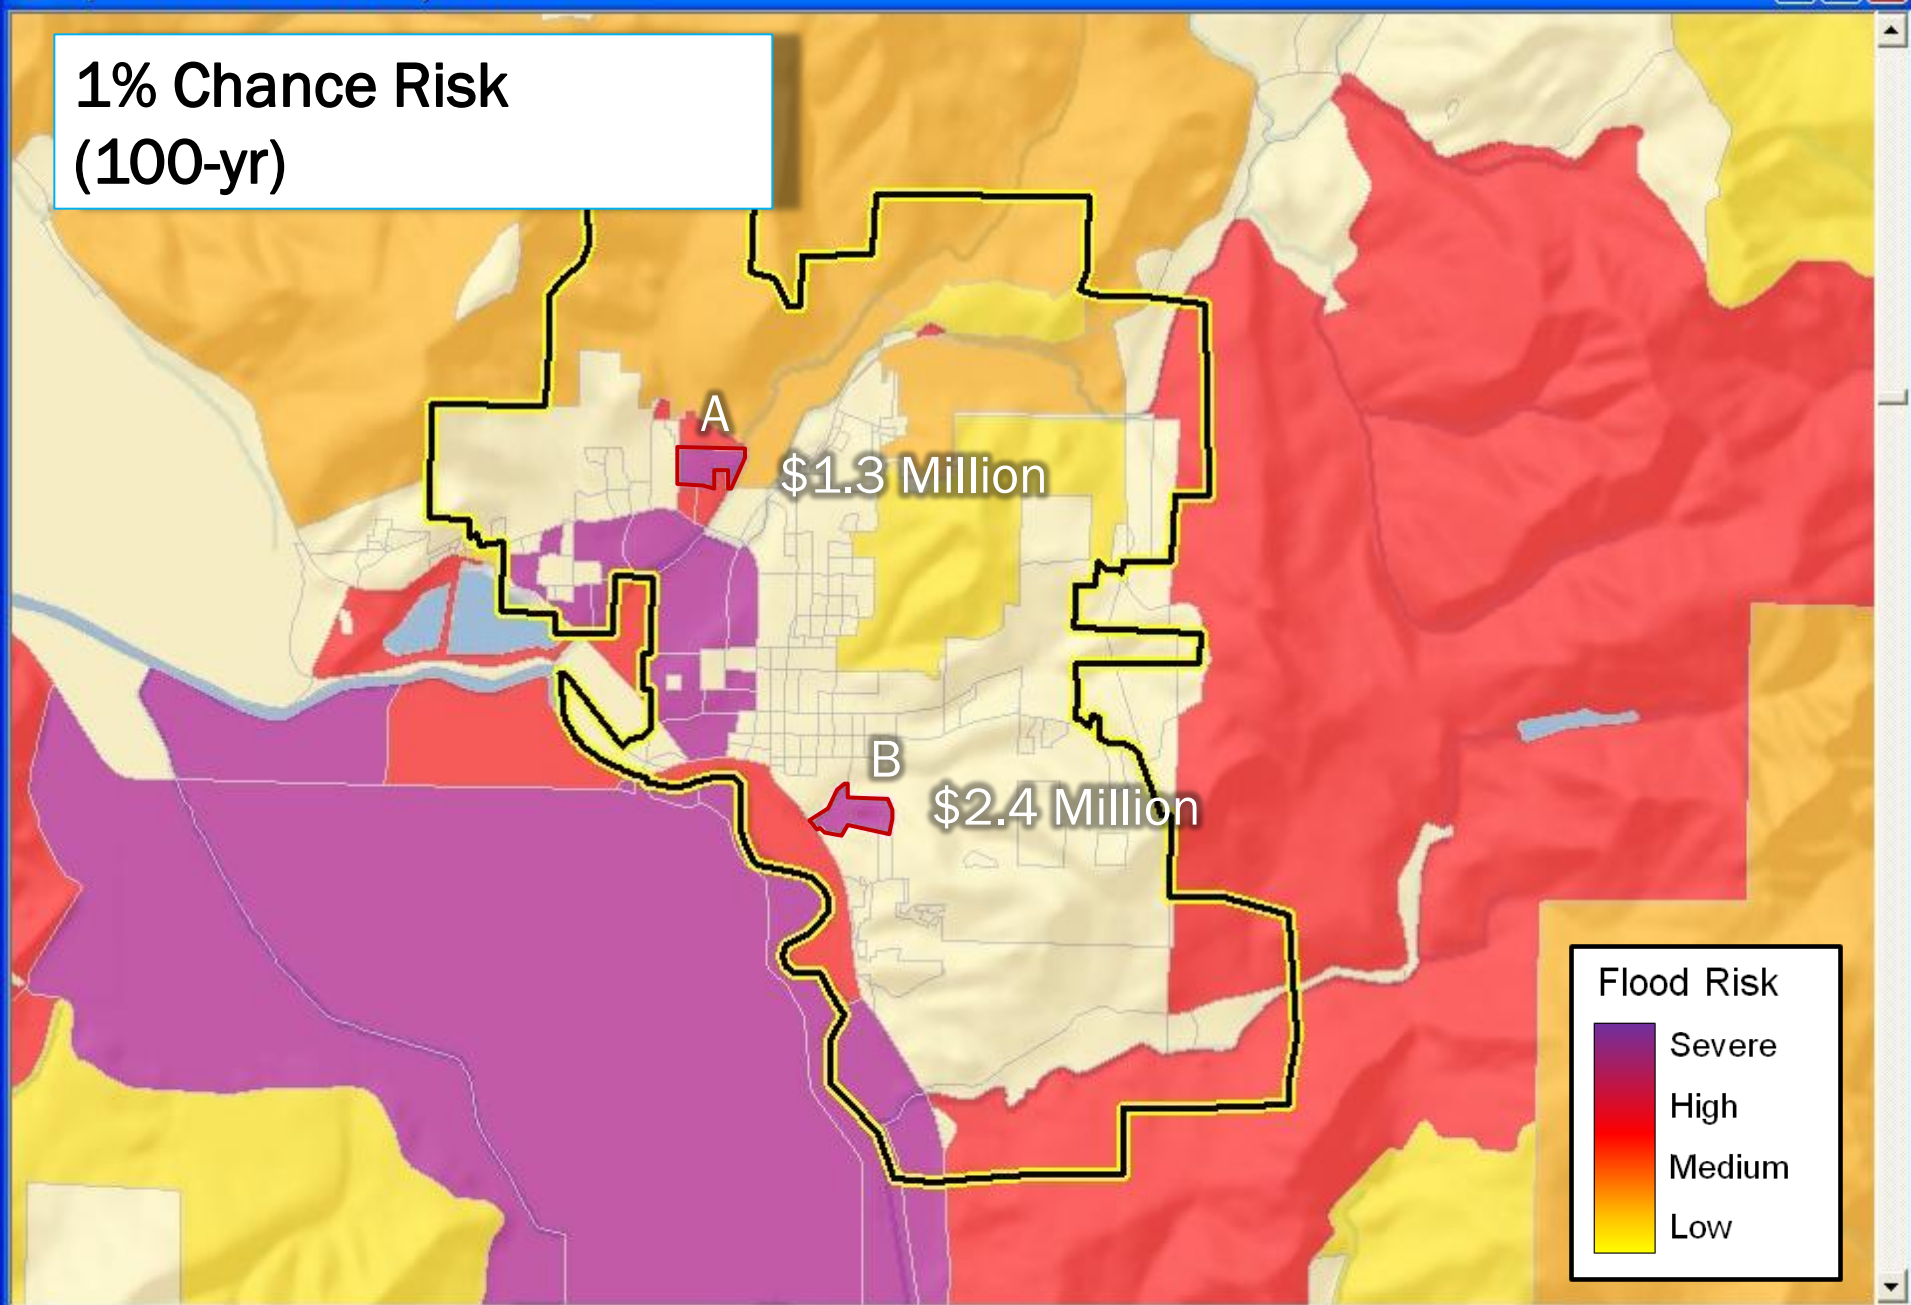 1% Chance Risk
(100-yr)
A
$1.3 Million
B
$2.4 Million
Flood Risk
Severe
High
Medium
Low